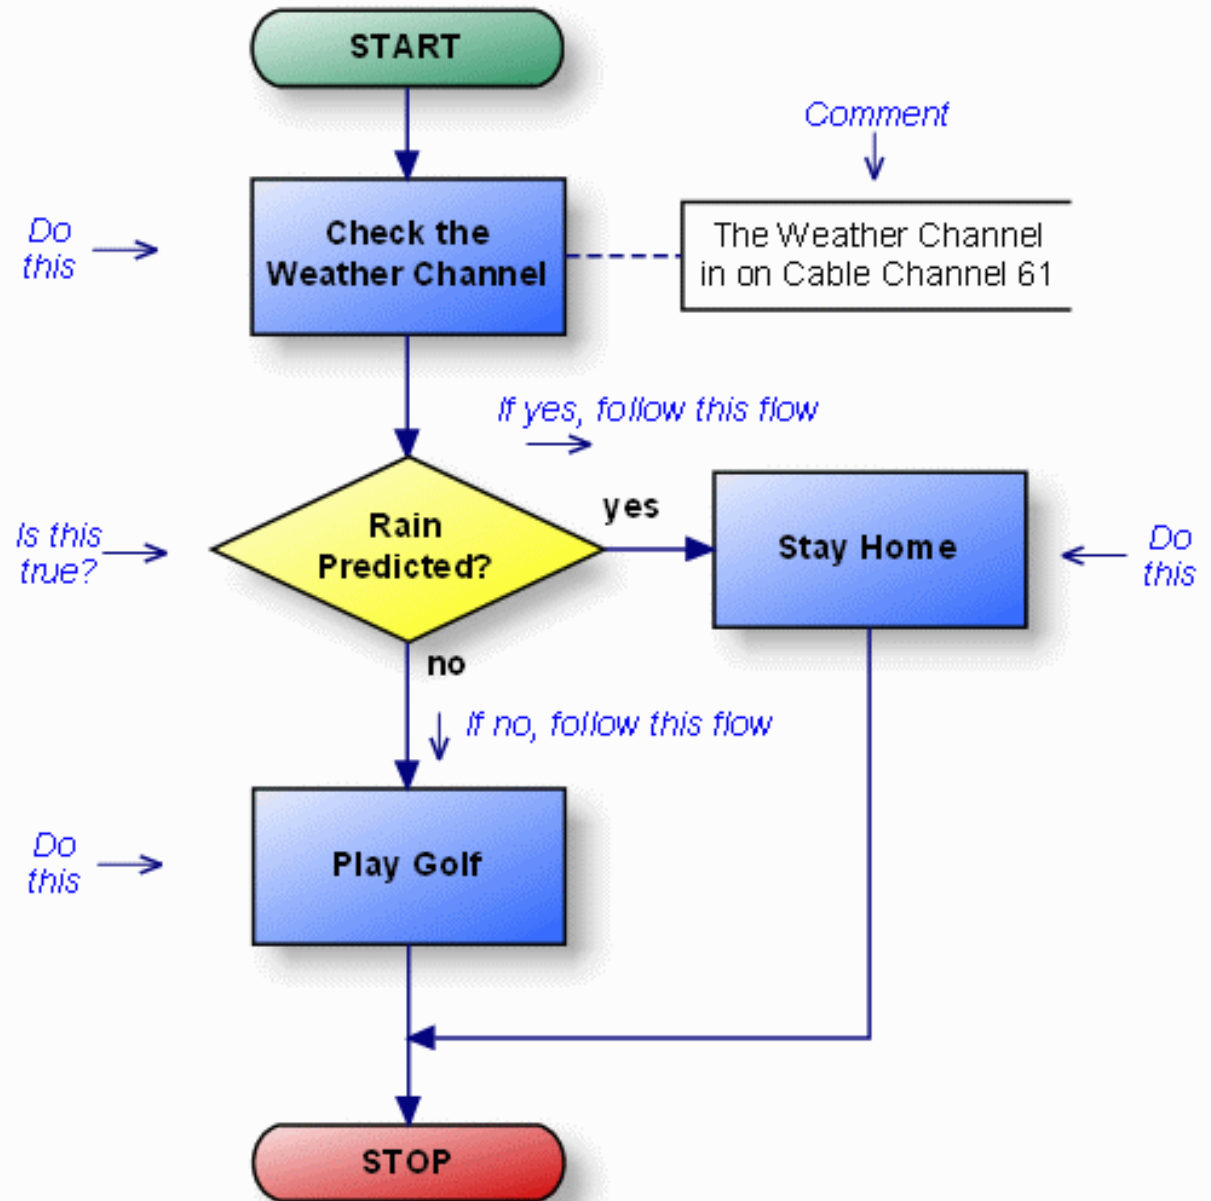 START
Comment
Do
this
Check the
Weather Channel
The Weather Channel
in on Cable Channel 61
If yes, follow this flow
Is this
true?
Rain
Predicted?
yes
Stay Home
Do
this
no
If no, follow this flow
Do
this
Play Golf
STOP